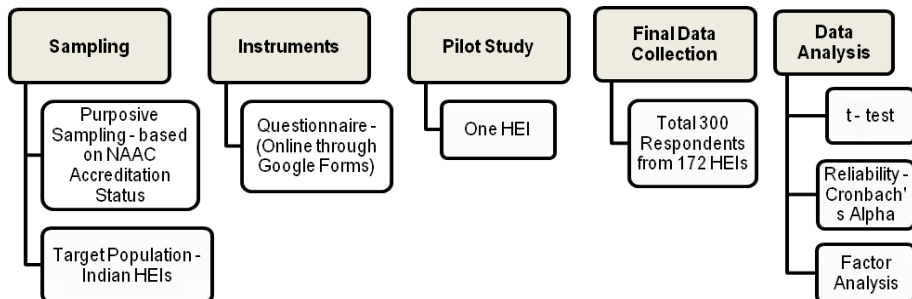 Sampling
Purposive
Sampling - based
on NAAC
Accreditation
Status
Target Population -
Indian HEIs
Instruments
Questionnaire -
(Online through
Google Forms)
Pilot Study
One HEI
Final Data
Collection
Total 300
Respondents
from 172 HEIs
Data
Analysis
t - test
Reliability -
Cronbach'
s Alpha
Factor
Analysis